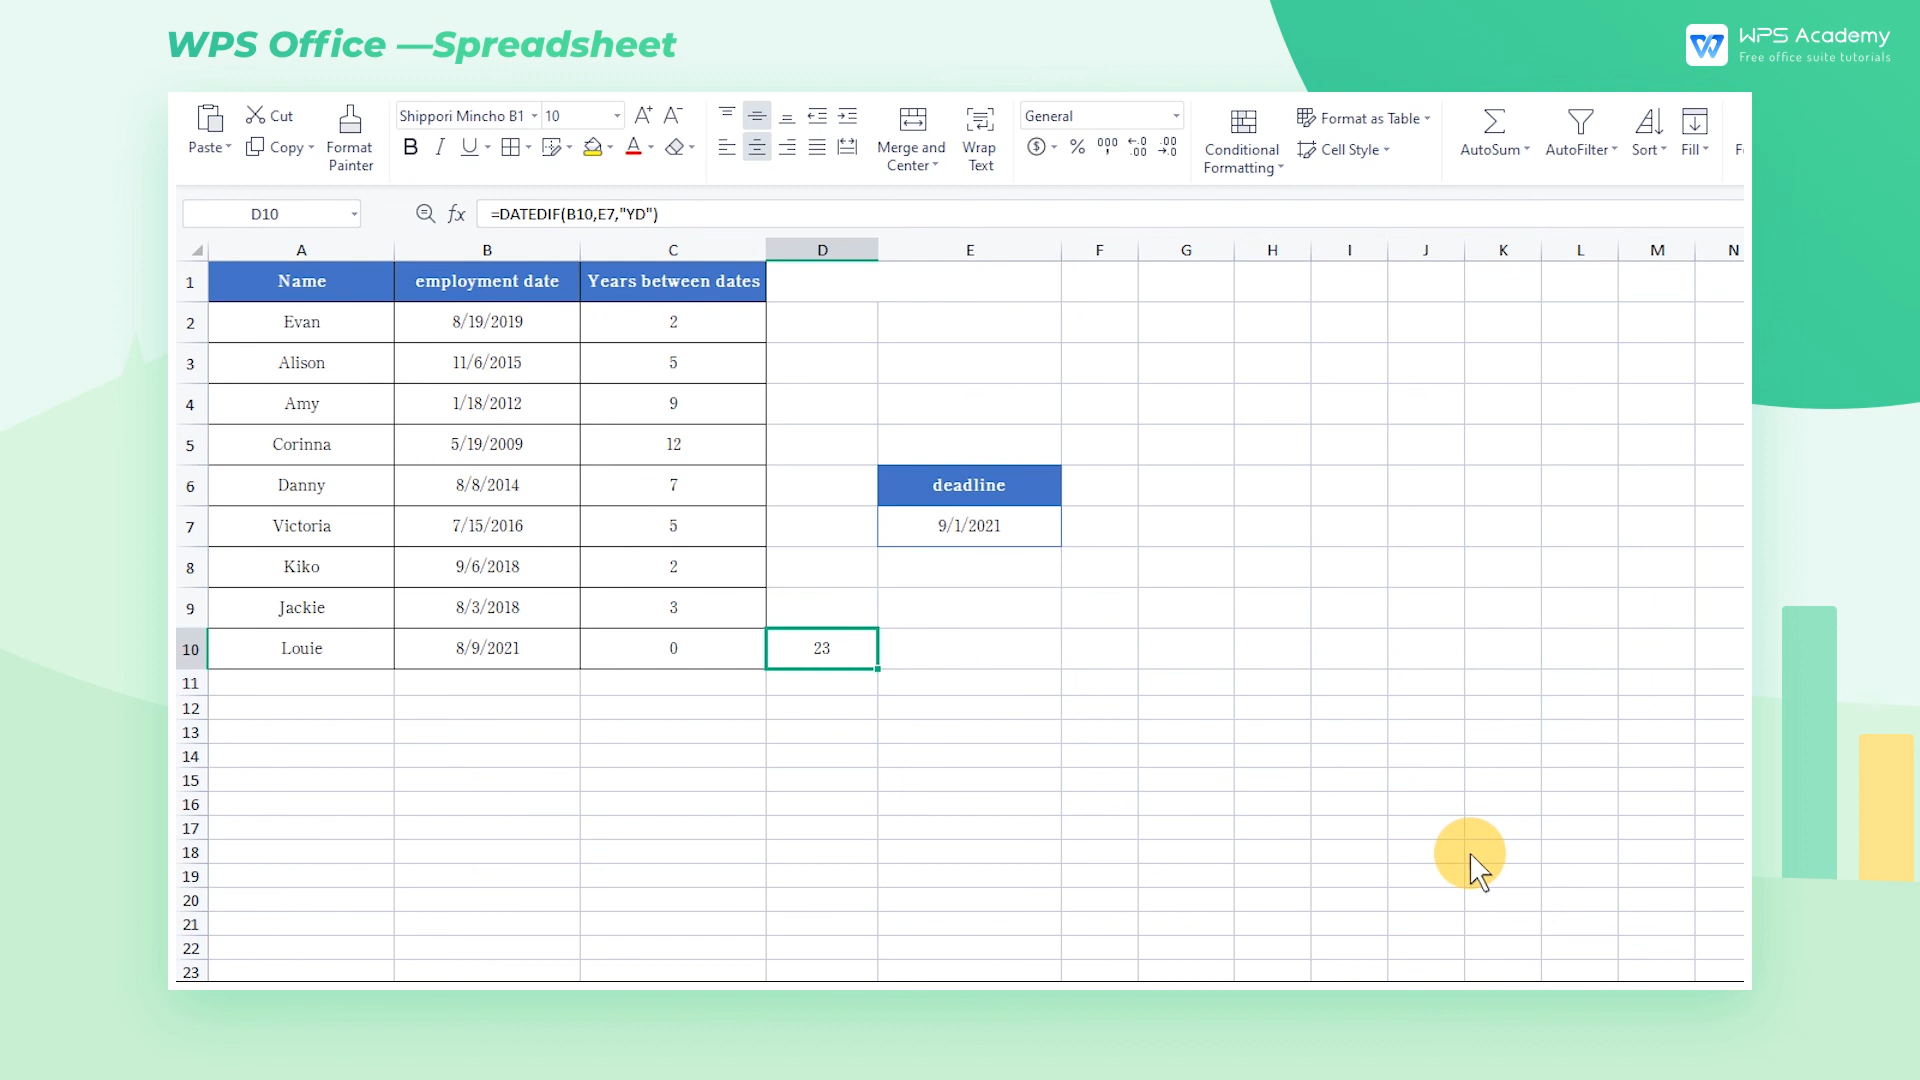 WPS Office —Spreadsheet
WPS Academy
Free office suite tutorials
Paste
Cut
Copy
Format Painter
Shippori Mincho B1 10 A+ A-
B I U A
Merge and Center
Wrap Text
General
% 000 .00 .00
Conditional Formatting
Format as Table
Cell Style
AutoSum
AutoFilter
Sort
Fill
D10 fx =DATEDIF(B10,E7,"YD")
A B C D E F G H I J K L M N
1 Name employment date Years between dates
2 Evan 8/19/2019 2
3 Alison 11/6/2015 5
4 Amy 1/18/2012 9
5 Corinna 5/19/2009 12
6 Danny 8/8/2014 7 deadline
7 Victoria 7/15/2016 5 9/1/2021
8 Kiko 9/6/2018 2
9 Jackie 8/3/2018 3
10 Louie 8/9/2021 0 23
11
12
13
14
15
16
17
18
19
20
21
22
23